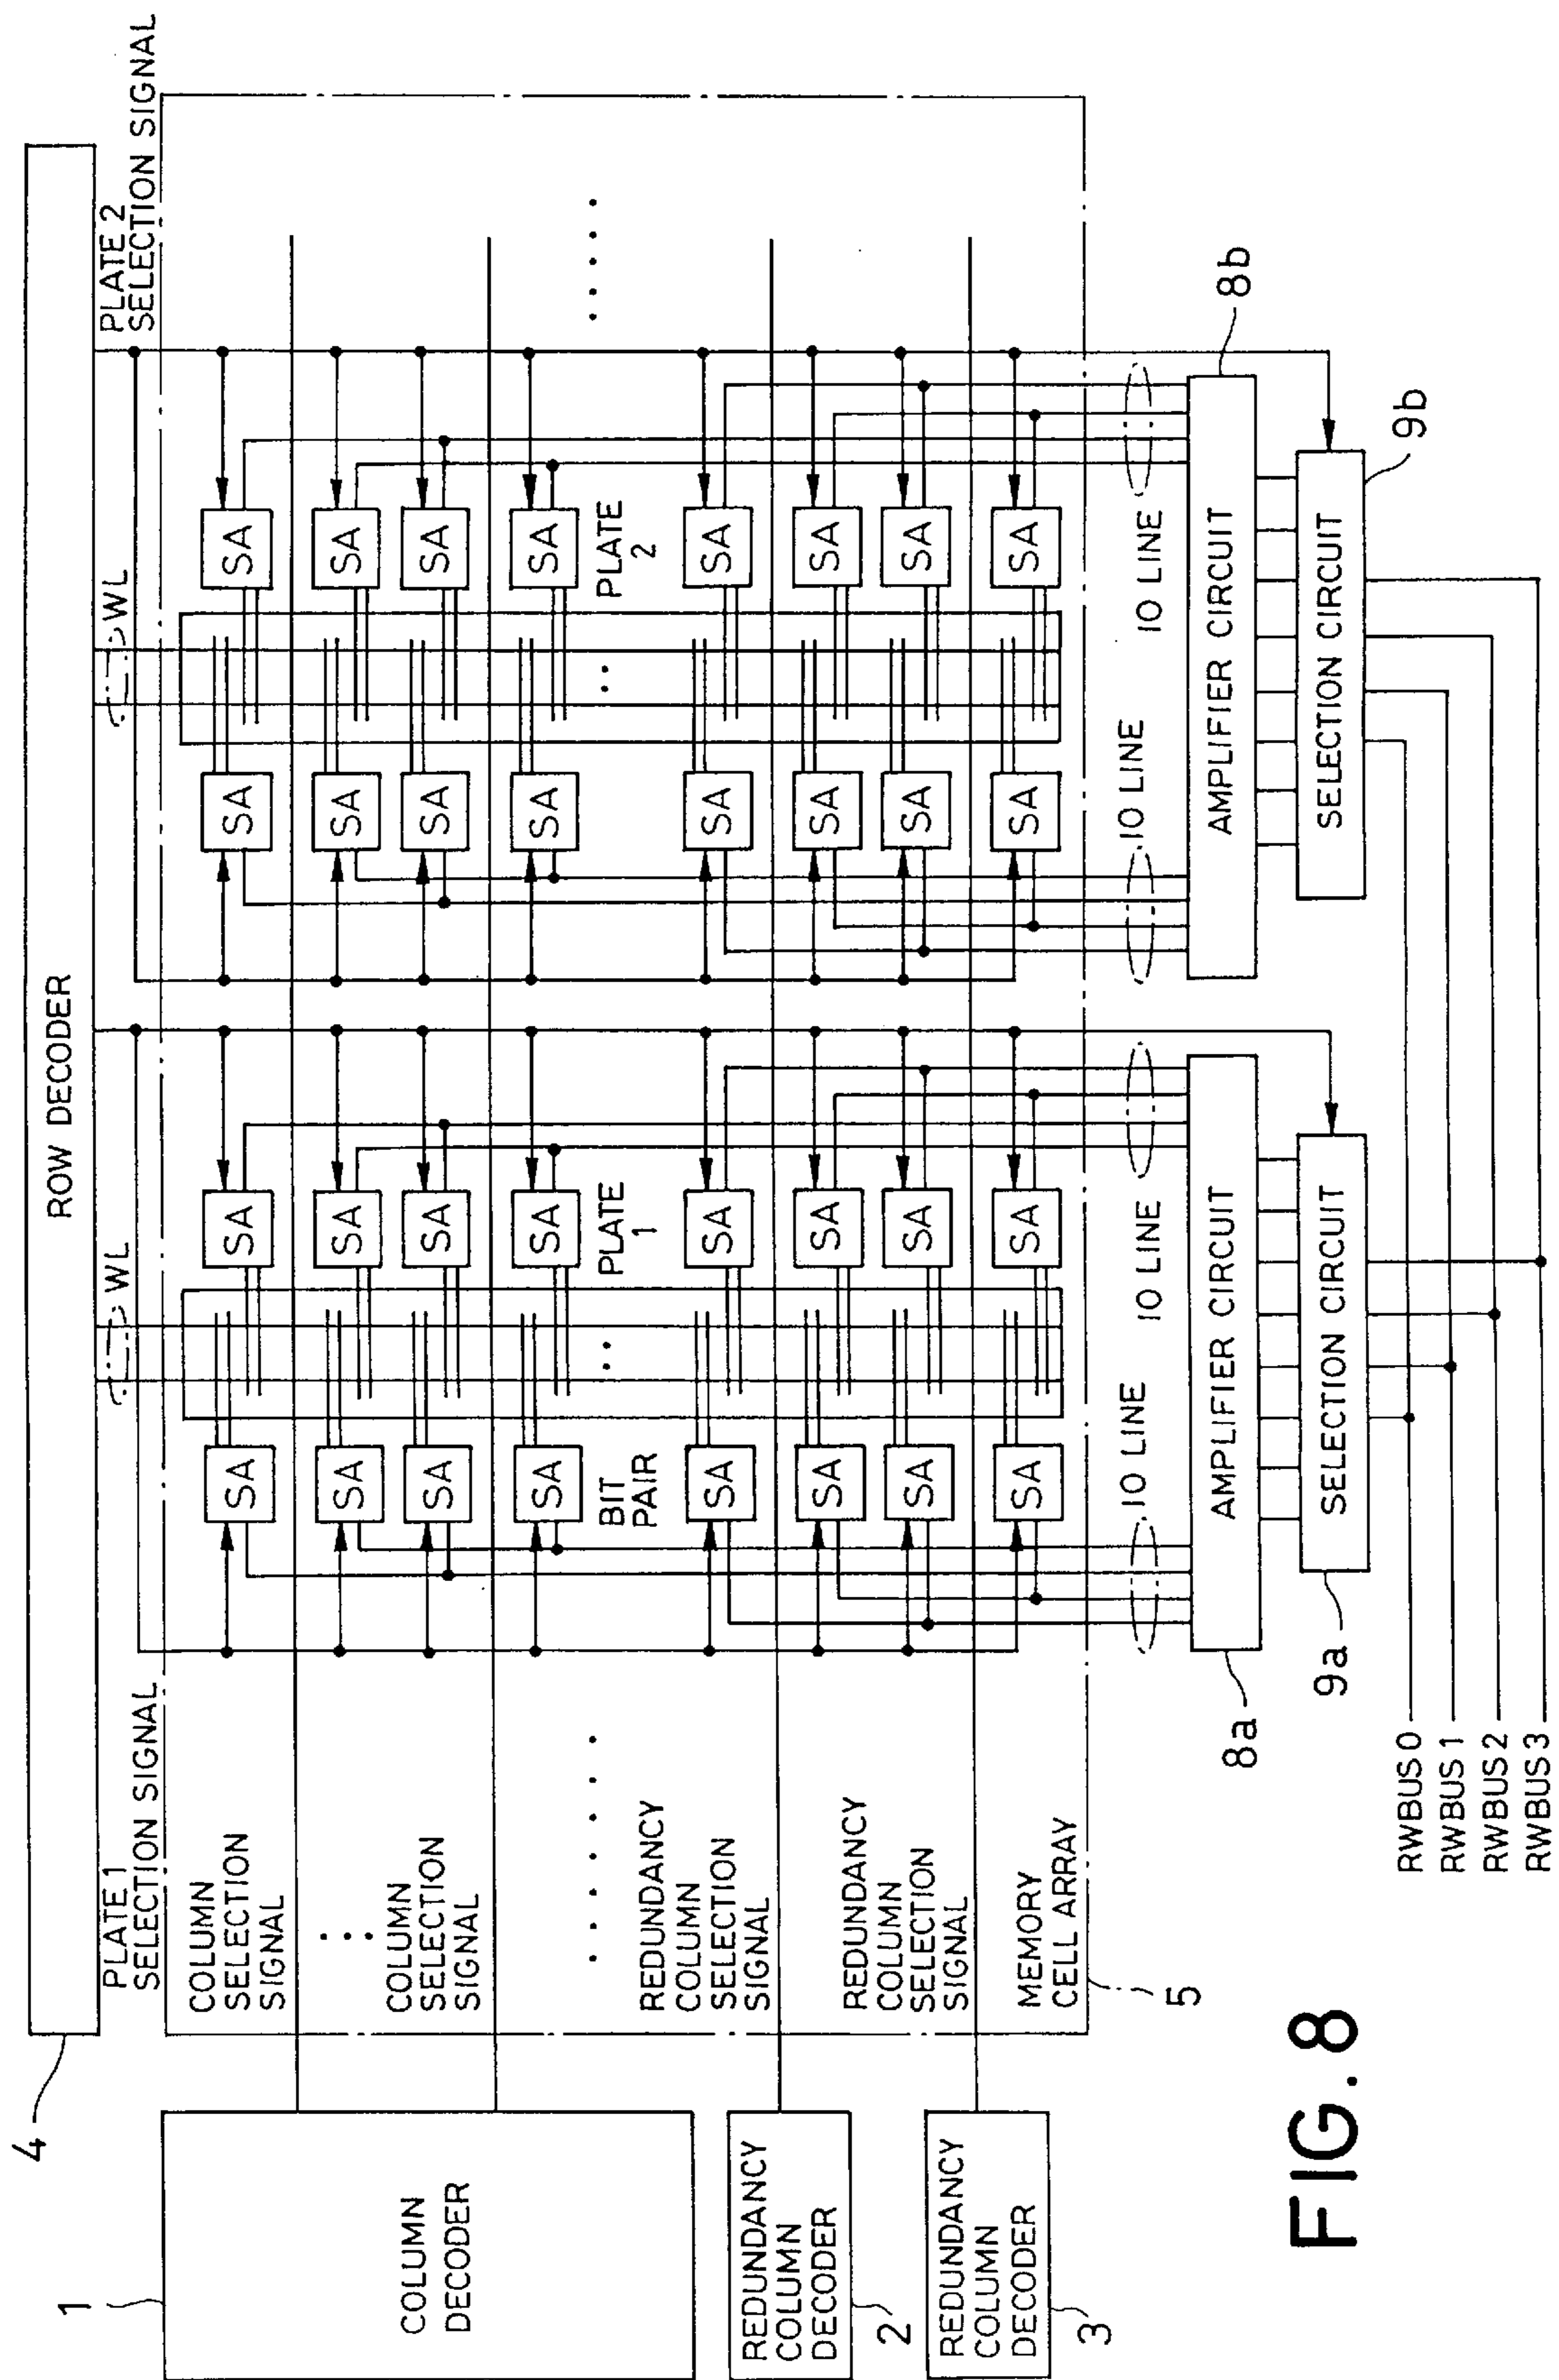 4
ROW DECODER
PLATE 1
SELECTION SIGNAL
WL
WL
PLATE 2
SELECTION SIGNAL
1
COLUMN
DECODER
COLUMN
SELECTION
SIGNAL
COLUMN
SELECTION
SIGNAL
REDUNDANCY
COLUMN
SELECTION
SIGNAL
REDUNDANCY
COLUMN
SELECTION
SIGNAL
MEMORY
CELL ARRAY
5
REDUNDANCY
COLUMN
DECODER
2
REDUNDANCY
COLUMN
DECODER
3
SA SA SA SA
SA SA SA SA
SA SA SA SA
SA SA SA SA
BIT
PAIR
PLATE
1
PLATE
2
SA SA SA SA
SA SA SA SA
SA SA SA SA
SA SA SA SA
IO LINE
IO LINE
IO LINE
IO LINE
8a
AMPLIFIER CIRCUIT
AMPLIFIER CIRCUIT
8b
9a
SELECTION CIRCUIT
SELECTION CIRCUIT
9b
RWBUS 0
RWBUS 1
RWBUS 2
RWBUS 3
FIG. 8